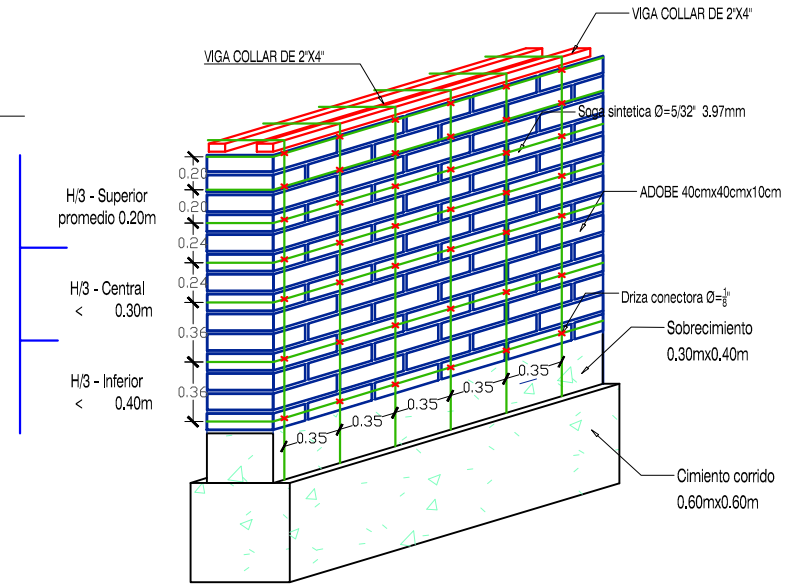 VIGA COLLAR DE 2"X4"
VIGA COLLAR DE 2"X4"
Soga sintetica Ø=5/32" 3.97mm
0.20
H/3 - Superior
promedio 0.20m
0.20
ADOBE 40cmx40cmx10cm
0.24
H/3 - Central
< 0.30m
0.24
Driza conectora Ø=1/8"
0.36
Sobrecimiento
0.30mx0.40m
H/3 - Inferior
< 0.40m
0.36
0.35
0.35
0.35
0.35
0.35
Cimiento corrido
0.60mx0.60m